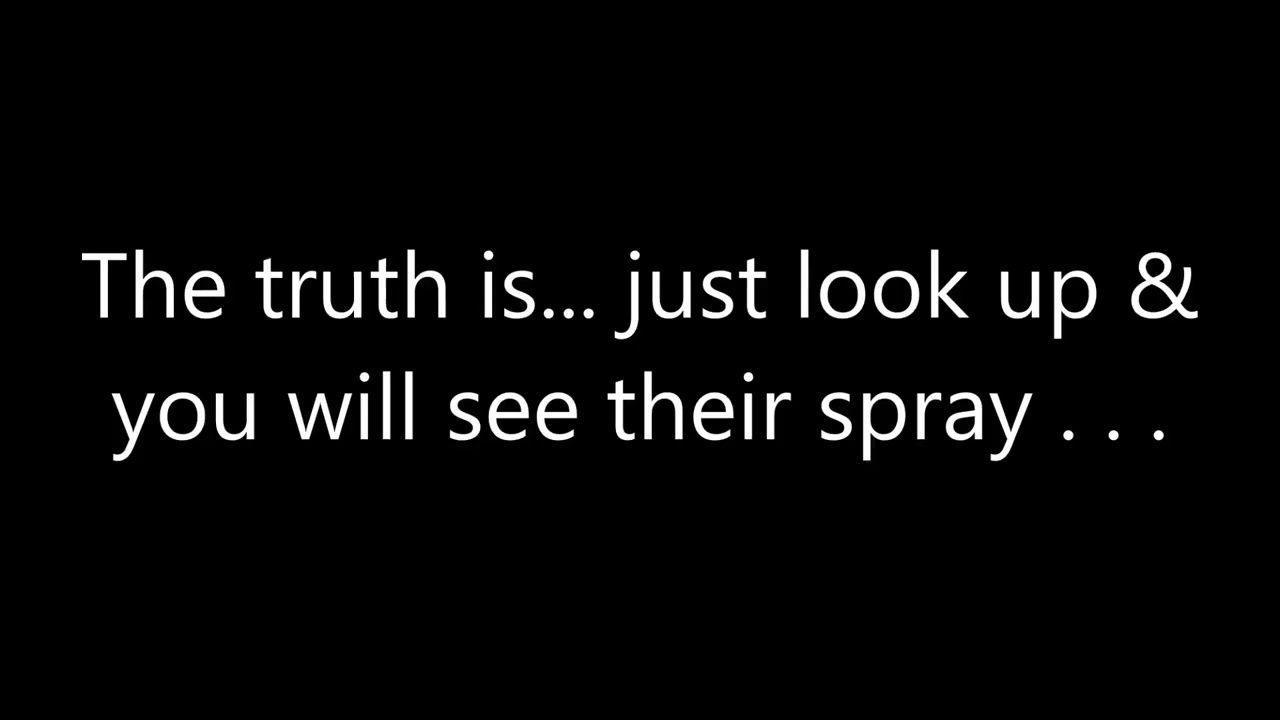 The truth is... just look up &
you will see their spray . . .